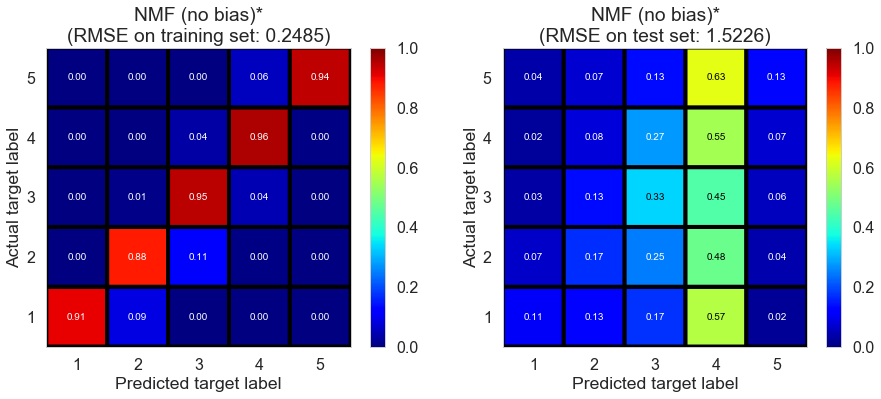 NMF (no bias)*
(RMSE on training set: 0.2485)
Actual target label
5 0.00 0.00 0.00 0.06 0.94
4 0.00 0.00 0.04 0.96 0.00
3 0.00 0.01 0.95 0.04 0.00
2 0.00 0.88 0.11 0.00 0.00
1 0.91 0.09 0.00 0.00 0.00
1 2 3 4 5
Predicted target label
1.0
0.8
0.6
0.4
0.2
0.0
NMF (no bias)*
(RMSE on test set: 1.5226)
Actual target label
5 0.04 0.07 0.13 0.63 0.13
4 0.02 0.08 0.27 0.55 0.07
3 0.03 0.13 0.33 0.45 0.06
2 0.07 0.17 0.25 0.48 0.04
1 0.11 0.13 0.17 0.57 0.02
1 2 3 4 5
Predicted target label
1.0
0.8
0.6
0.4
0.2
0.0